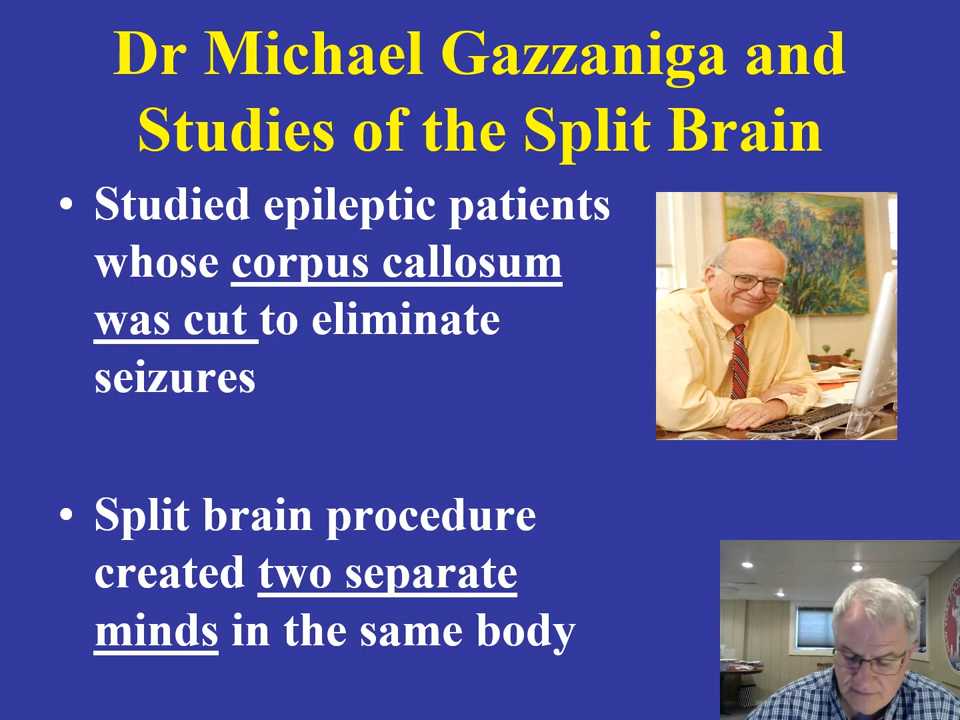 Dr Michael Gazzaniga and
Studies of the Split Brain
• Studied epileptic patients
whose corpus callosum
was cut to eliminate
seizures
• Split brain procedure
created two separate
minds in the same body